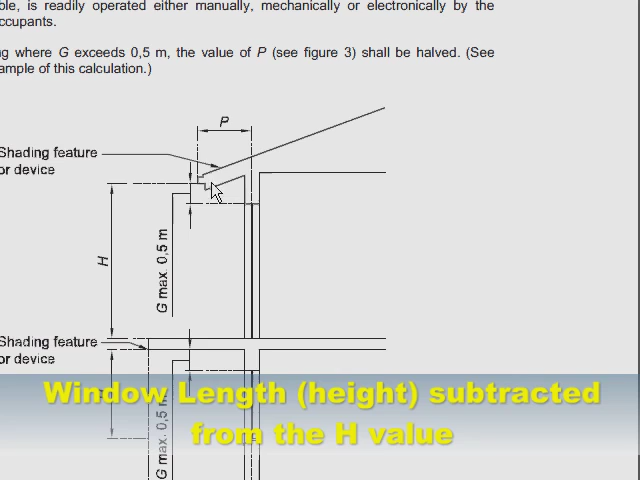 ble, is readily operated either manually, mechanically or electronically by the
ccupants.
ng where G exceeds 0,5 m, the value of P (see figure 3) shall be halved. (See
ample of this calculation.)
P
Shading feature
or device
H
G max. 0,5 m
Shading feature
or device
G max. 0,5 m
Window Length (height) subtracted
from the H value